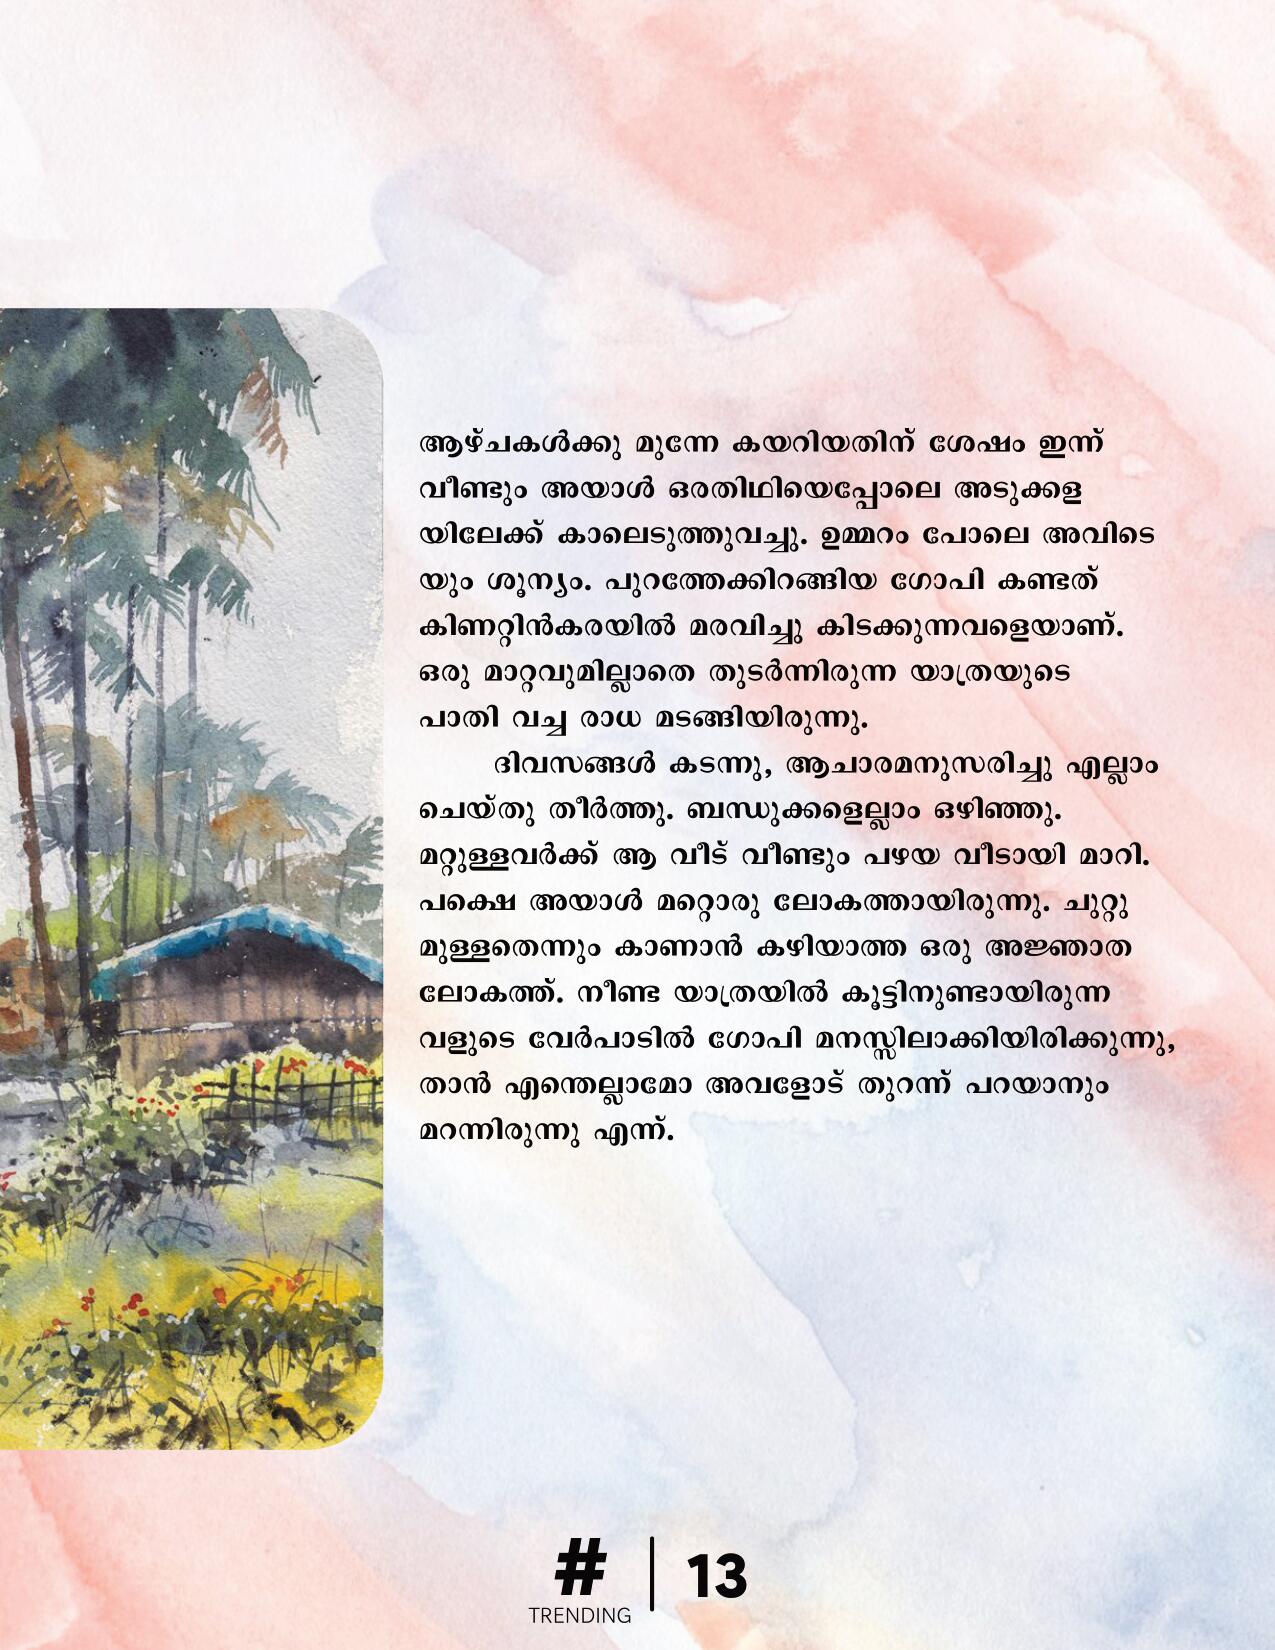 ആഴ്ചകൾക്കു മുന്നേ കയറിയതിന് ശേഷം ഇന്ന്
വീണ്ടും അയാൾ ഒരതിഥിയെപ്പോലെ അടുക്കള
യിലേക്ക് കാലെടുത്തുവച്ചു. ഉമ്മറം പോലെ അവിടെ
യും ശൂന്യം. പുറത്തേക്കിറങ്ങിയ ഗോപി കണ്ടത്
കിണറ്റിൻകരയിൽ മരവിച്ചു കിടക്കുന്നവളെയാണ്.
ഒരു മാറ്റവുമില്ലാതെ തുടർന്നിരുന്ന യാത്രയുടെ
പാതി വച്ച രാധ മടങ്ങിയിരുന്നു.
ദിവസങ്ങൾ കടന്നു, ആചാരമനുസരിച്ചു എല്ലാം
ചെയ്തു തീർത്തു. ബന്ധുക്കളെല്ലാം ഒഴിഞ്ഞു.
മറ്റുള്ളവർക്ക് ആ വീട് വീണ്ടും പഴയ വീടായി മാറി.
പക്ഷെ അയാൾ മറ്റൊരു ലോകത്തായിരുന്നു. ചുറ്റു
മുള്ളതെന്നും കാണാൻ കഴിയാത്ത ഒരു അജ്ഞാത
ലോകത്ത്. നീണ്ട യാത്രയിൽ കൂട്ടിനുണ്ടായിരുന്ന
വളുടെ വേർപാടിൽ ഗോപി മനസ്സിലാക്കിയിരിക്കുന്നു,
താൻ എന്തെല്ലാമോ അവളോട് തുറന്ന് പറയാനും
മറന്നിരുന്നു എന്ന്.
# | 13
TRENDING